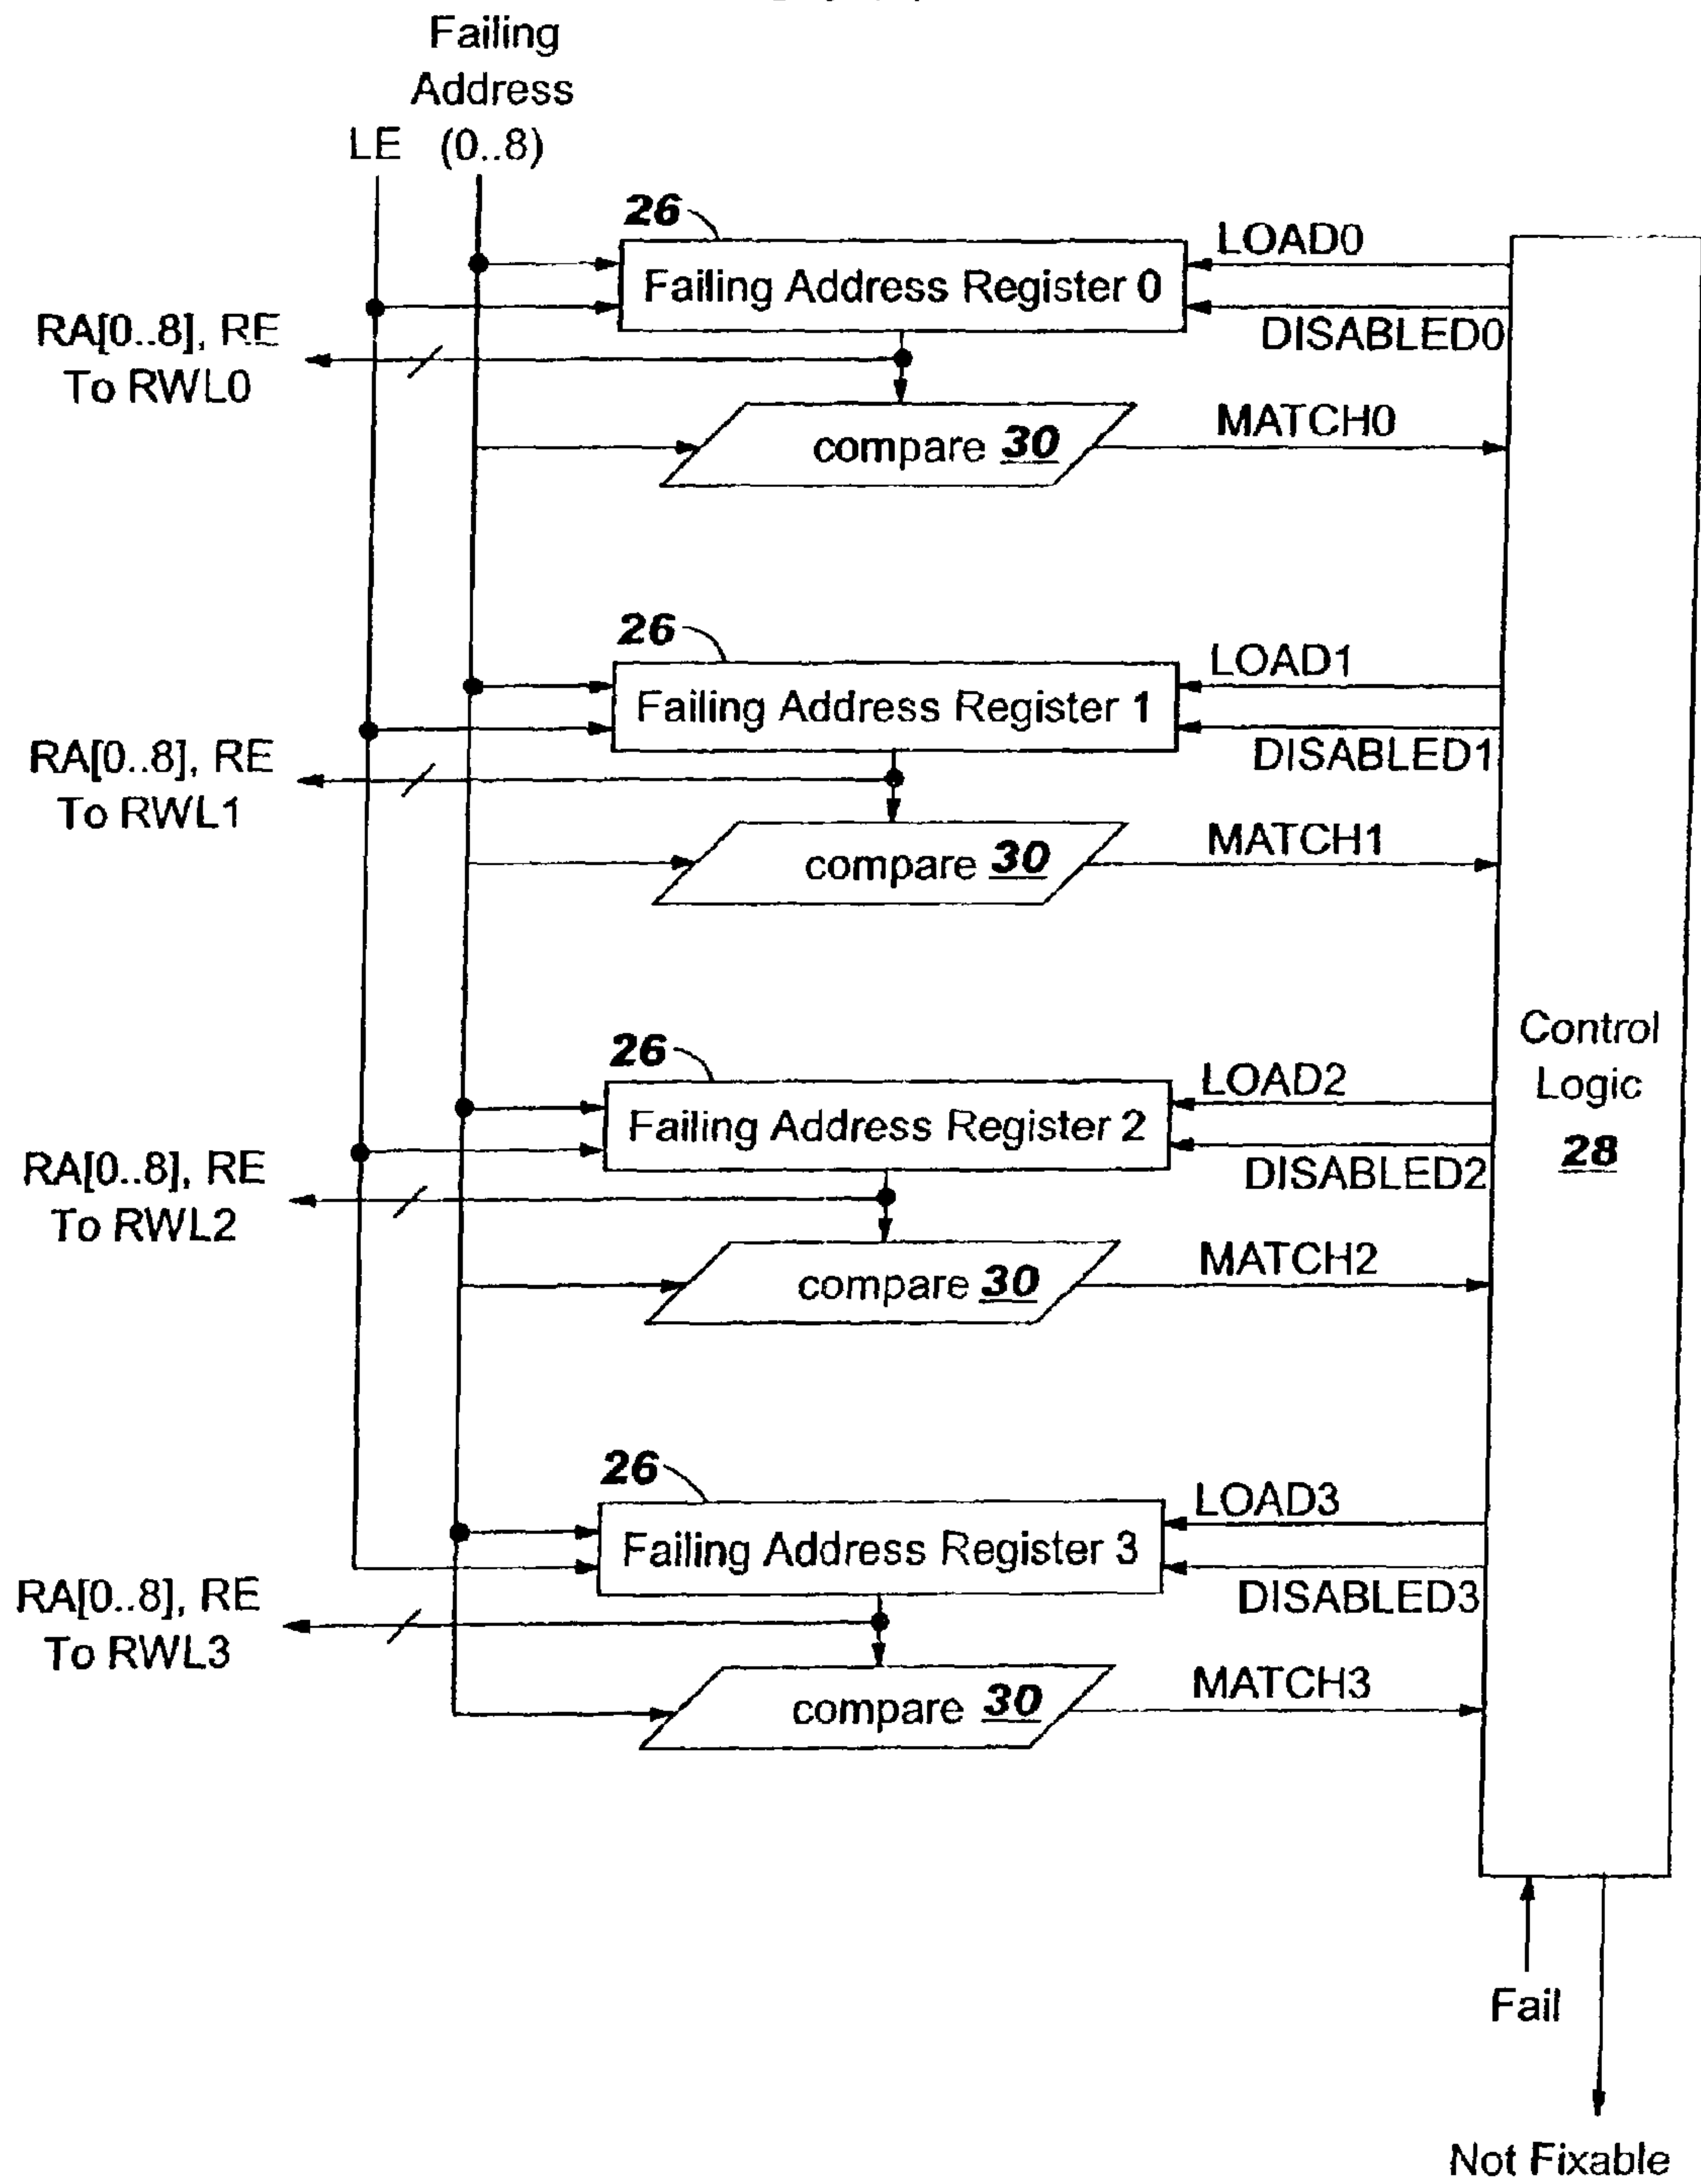 Failing
Address
LE (0..8)
26
LOAD0
Failing Address Register 0
DISABLED0
RA[0..8], RE
To RWL0
MATCH0
compare 30
26
LOAD1
Failing Address Register 1
DISABLED1
RA[0..8], RE
To RWL1
MATCH1
compare 30
Control
Logic
28
26
LOAD2
Failing Address Register 2
DISABLED2
RA[0..8], RE
To RWL2
MATCH2
compare 30
26
LOAD3
Failing Address Register 3
DISABLED3
RA[0..8], RE
To RWL3
MATCH3
compare 30
Fail
Not Fixable